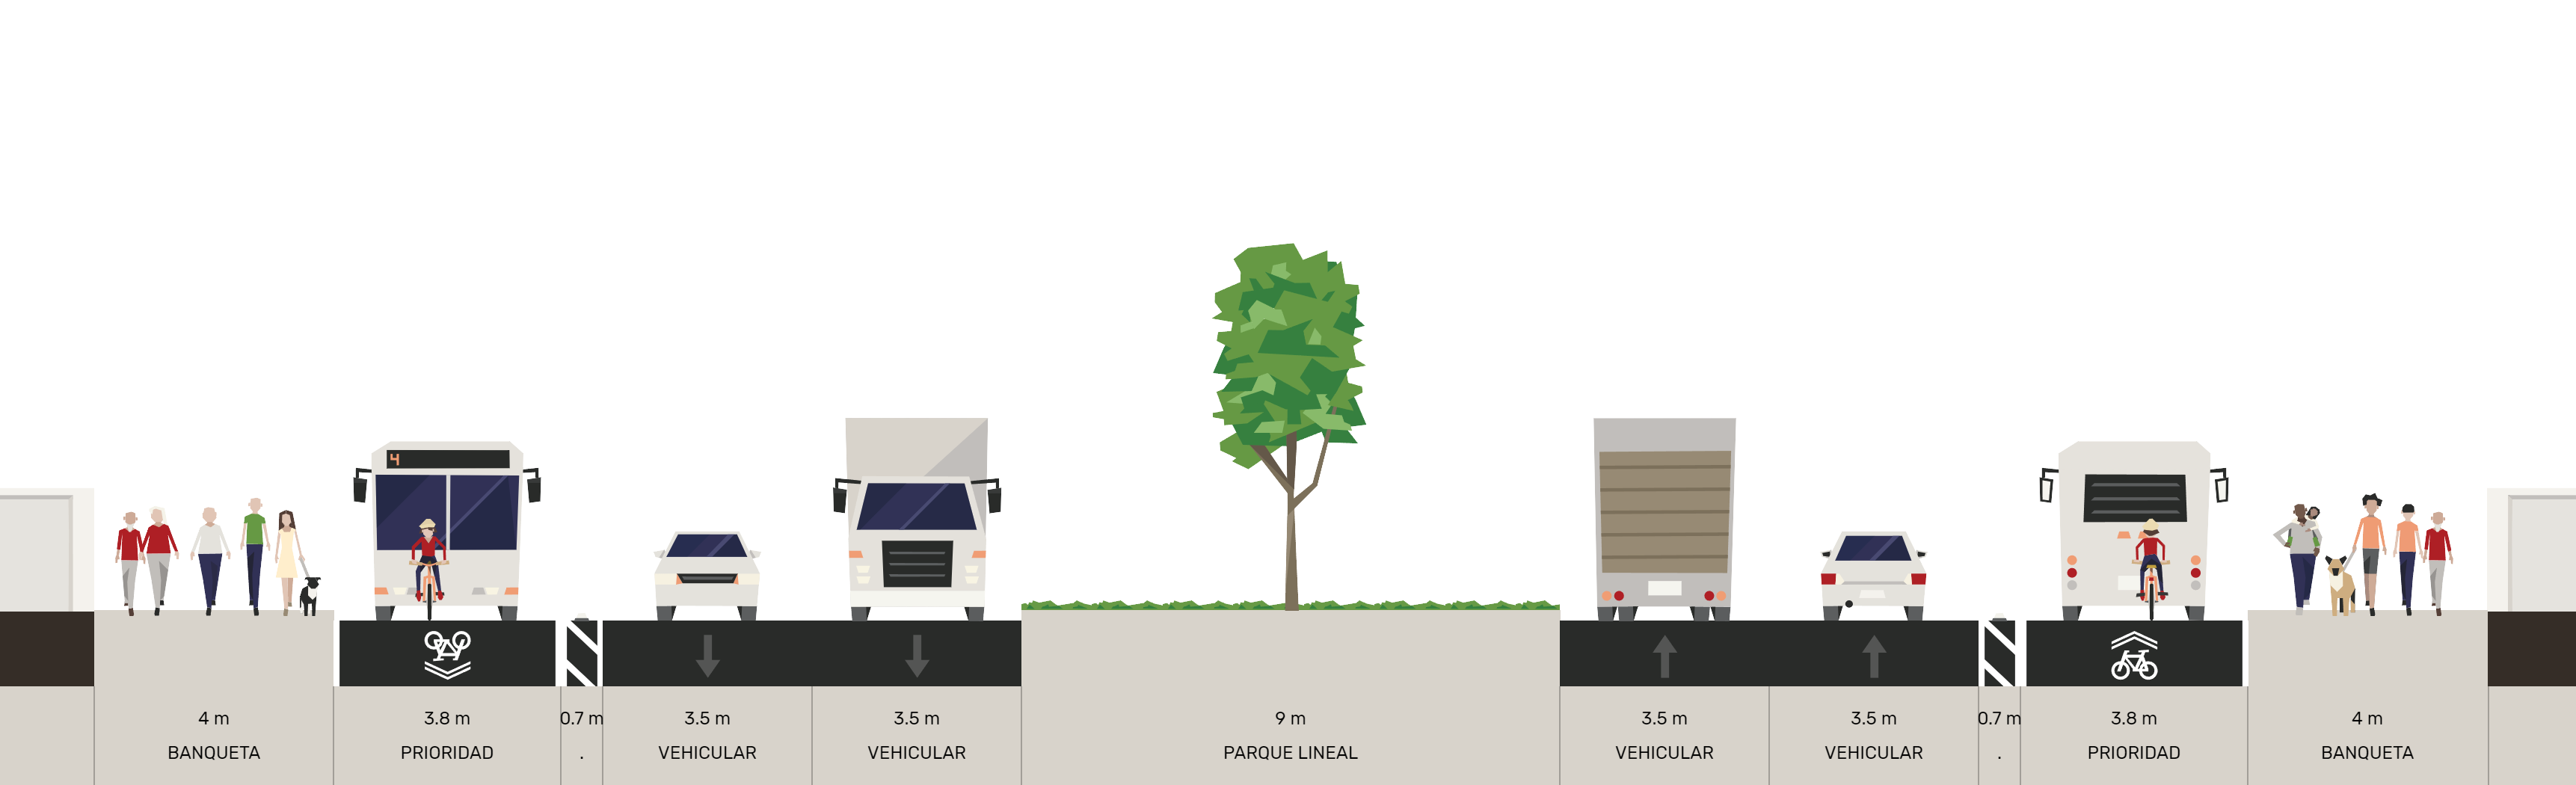 4
4 m
BANQUETA
3.8 m
PRIORIDAD
0.7 m
.
3.5 m
VEHICULAR
3.5 m
VEHICULAR
9 m
PARQUE LINEAL
3.5 m
VEHICULAR
3.5 m
VEHICULAR
0.7 m
.
3.8 m
PRIORIDAD
4 m
BANQUETA